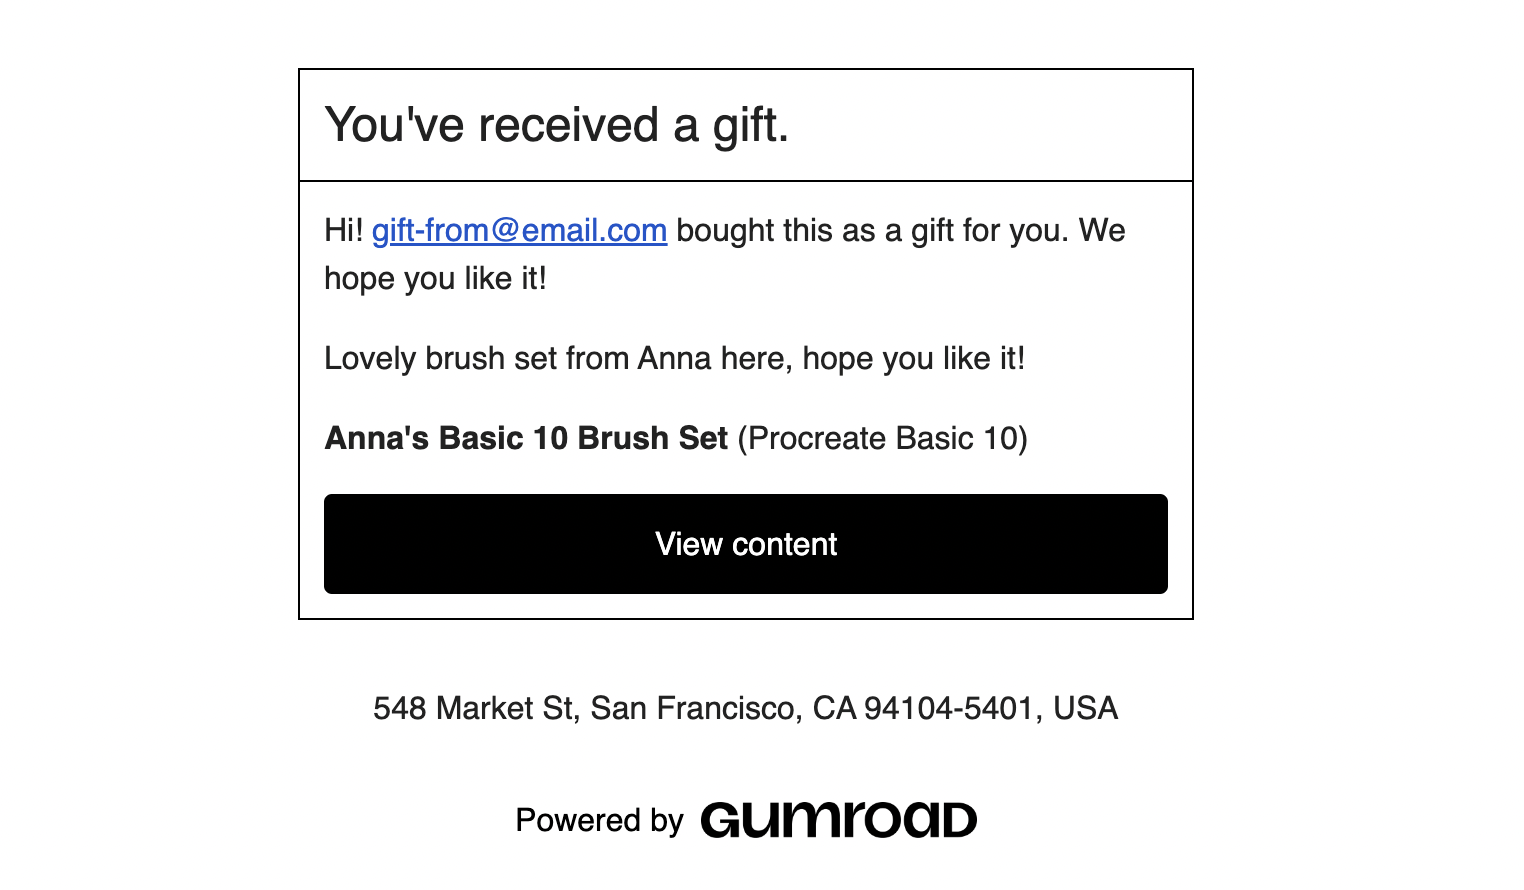 You've received a gift.
Hi! gift-from@email.com bought this as a gift for you. We
hope you like it!
Lovely brush set from Anna here, hope you like it!
Anna's Basic 10 Brush Set (Procreate Basic 10)
View content
548 Market St, San Francisco, CA 94104-5401, USA
Powered by GUMROAD